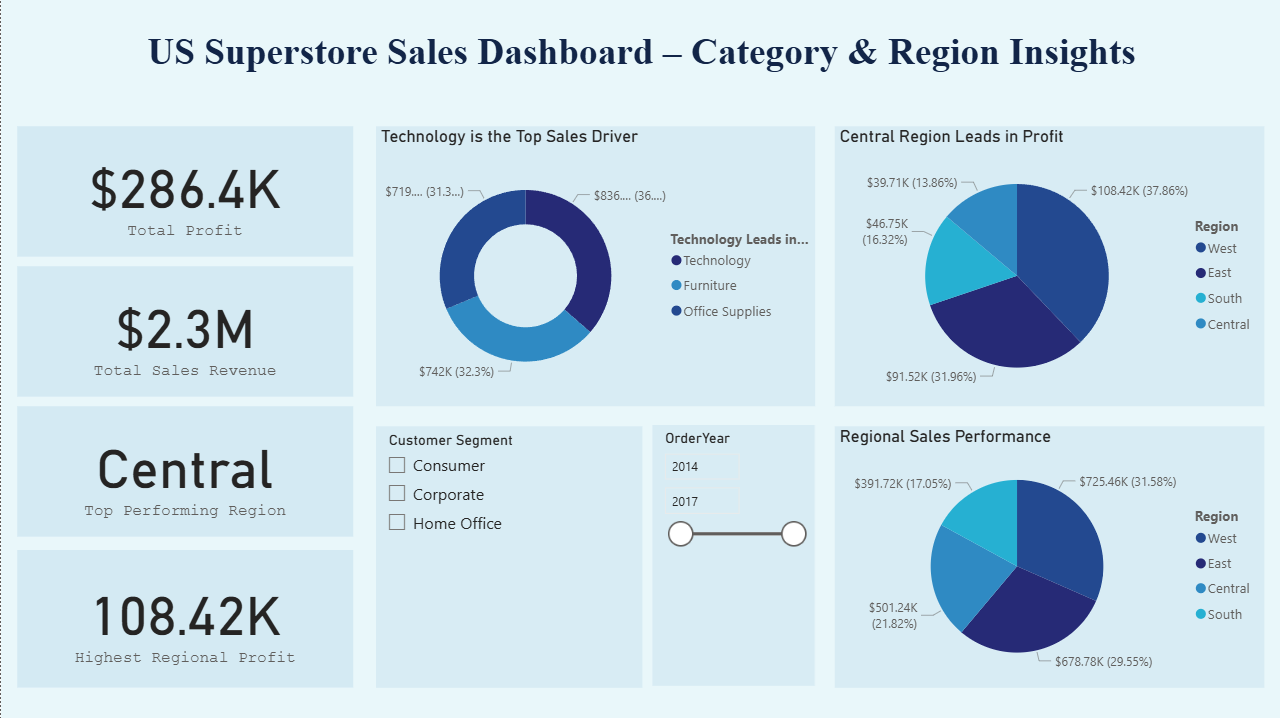 US Superstore Sales Dashboard – Category & Region Insights
$286.4K
Total Profit
$2.3M
Total Sales Revenue
Central
Top Performing Region
108.42K
Highest Regional Profit
Technology is the Top Sales Driver
$719.... (31.3...)
$836.... (36....)
$742K (32.3%)
Technology Leads in...
Technology
Furniture
Office Supplies
Central Region Leads in Profit
$39.71K (13.86%)
$108.42K (37.86%)
$46.75K
(16.32%)
$91.52K (31.96%)
Region
West
East
South
Central
Customer Segment
Consumer
Corporate
Home Office
OrderYear
2014
2017
Regional Sales Performance
$391.72K (17.05%)
$725.46K (31.58%)
$501.24K
(21.82%)
$678.78K (29.55%)
Region
West
East
Central
South